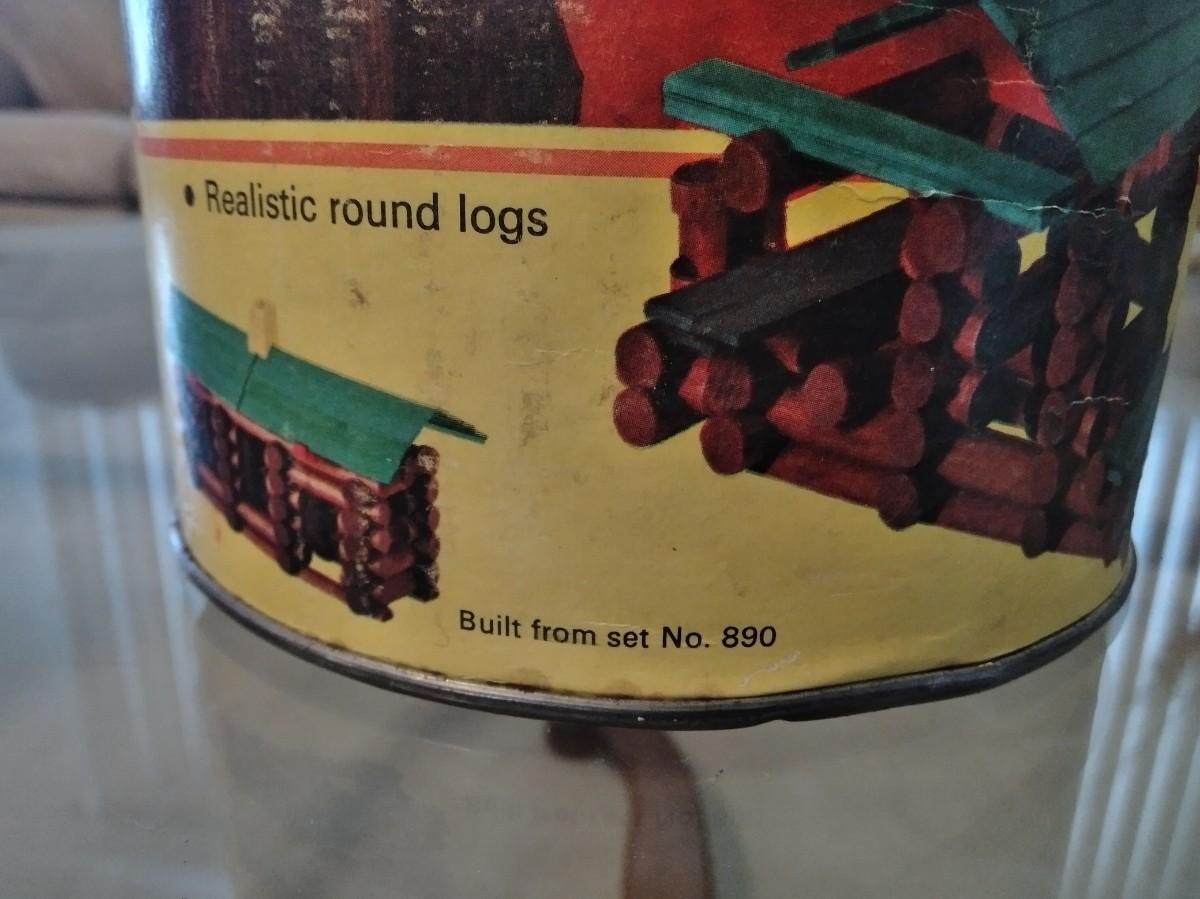 • Realistic round logs
Built from set No. 890